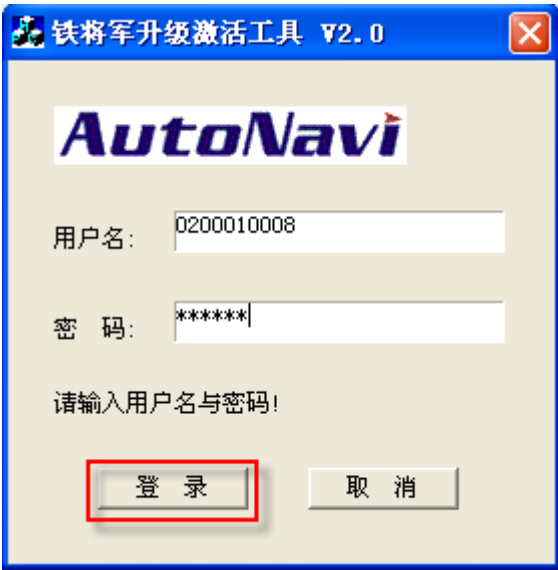 铁将军升级激活工具 V2.0
AutoNavi
用户名: 0200010008
密 码: ******
请输入用户名与密码!
登 录 取 消